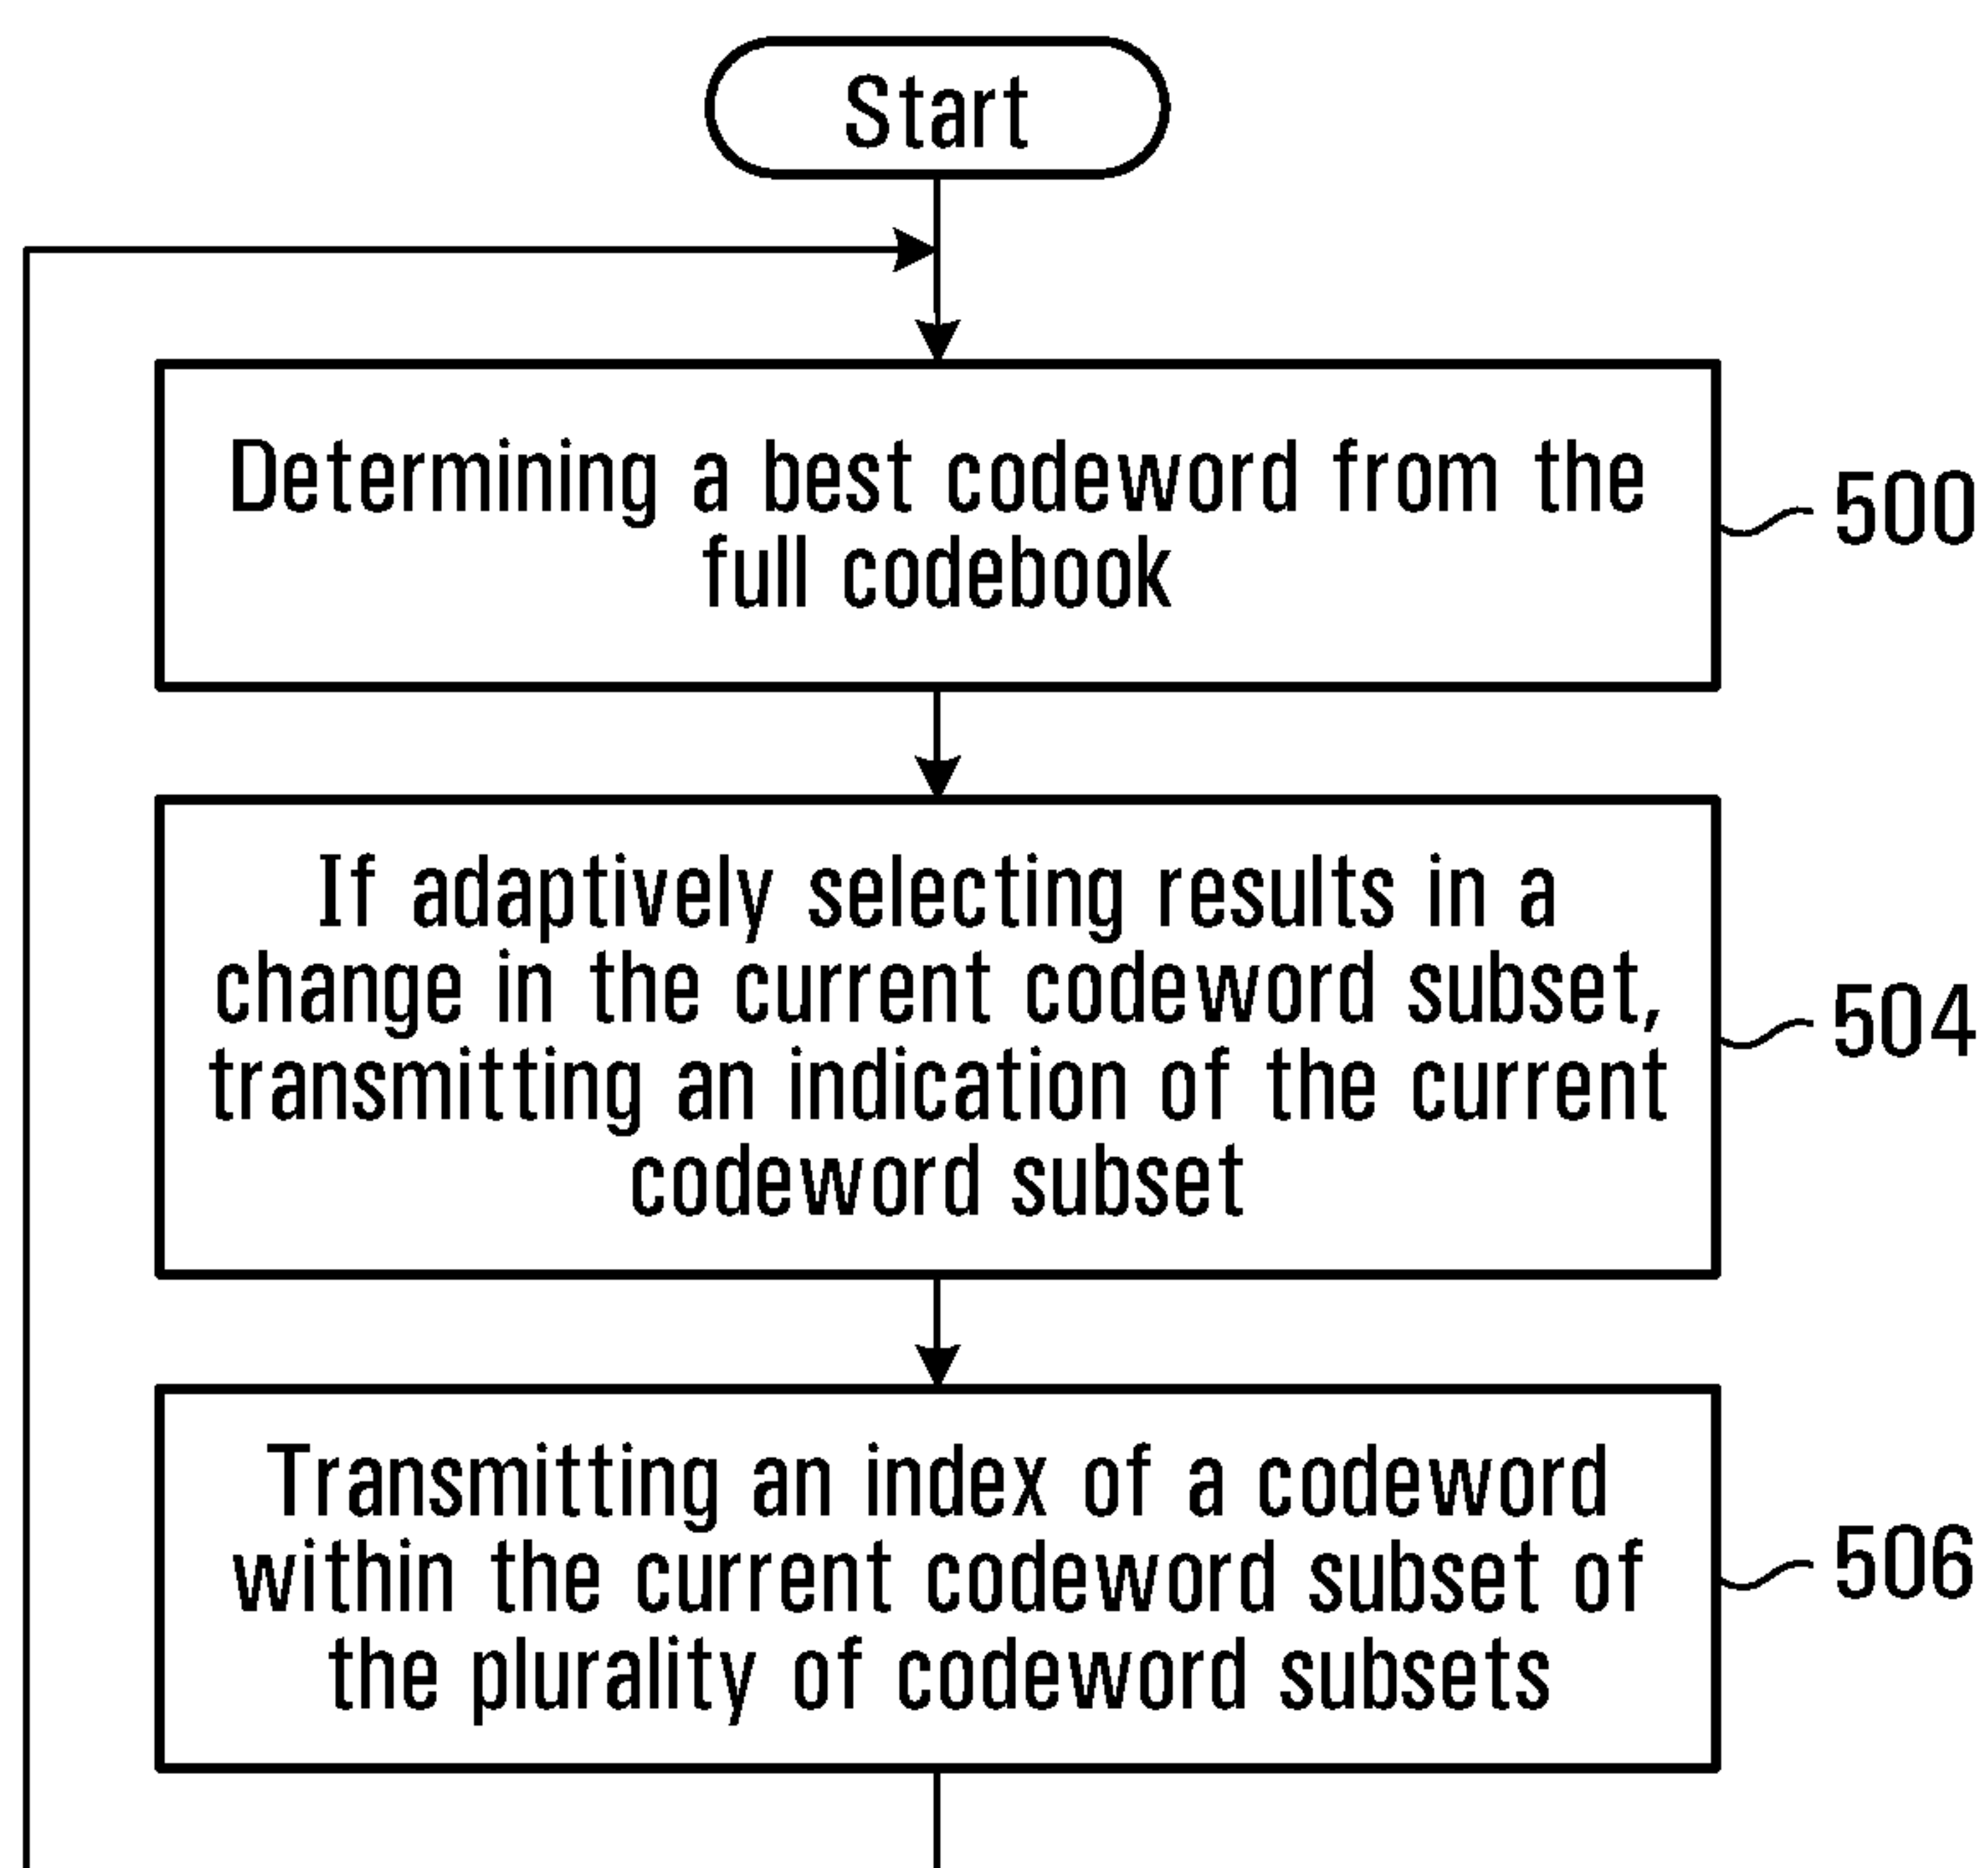 Start
Determining a best codeword from the
full codebook
500
If adaptively selecting results in a
change in the current codeword subset,
transmitting an indication of the current
codeword subset
504
Transmitting an index of a codeword
within the current codeword subset of
the plurality of codeword subsets
506